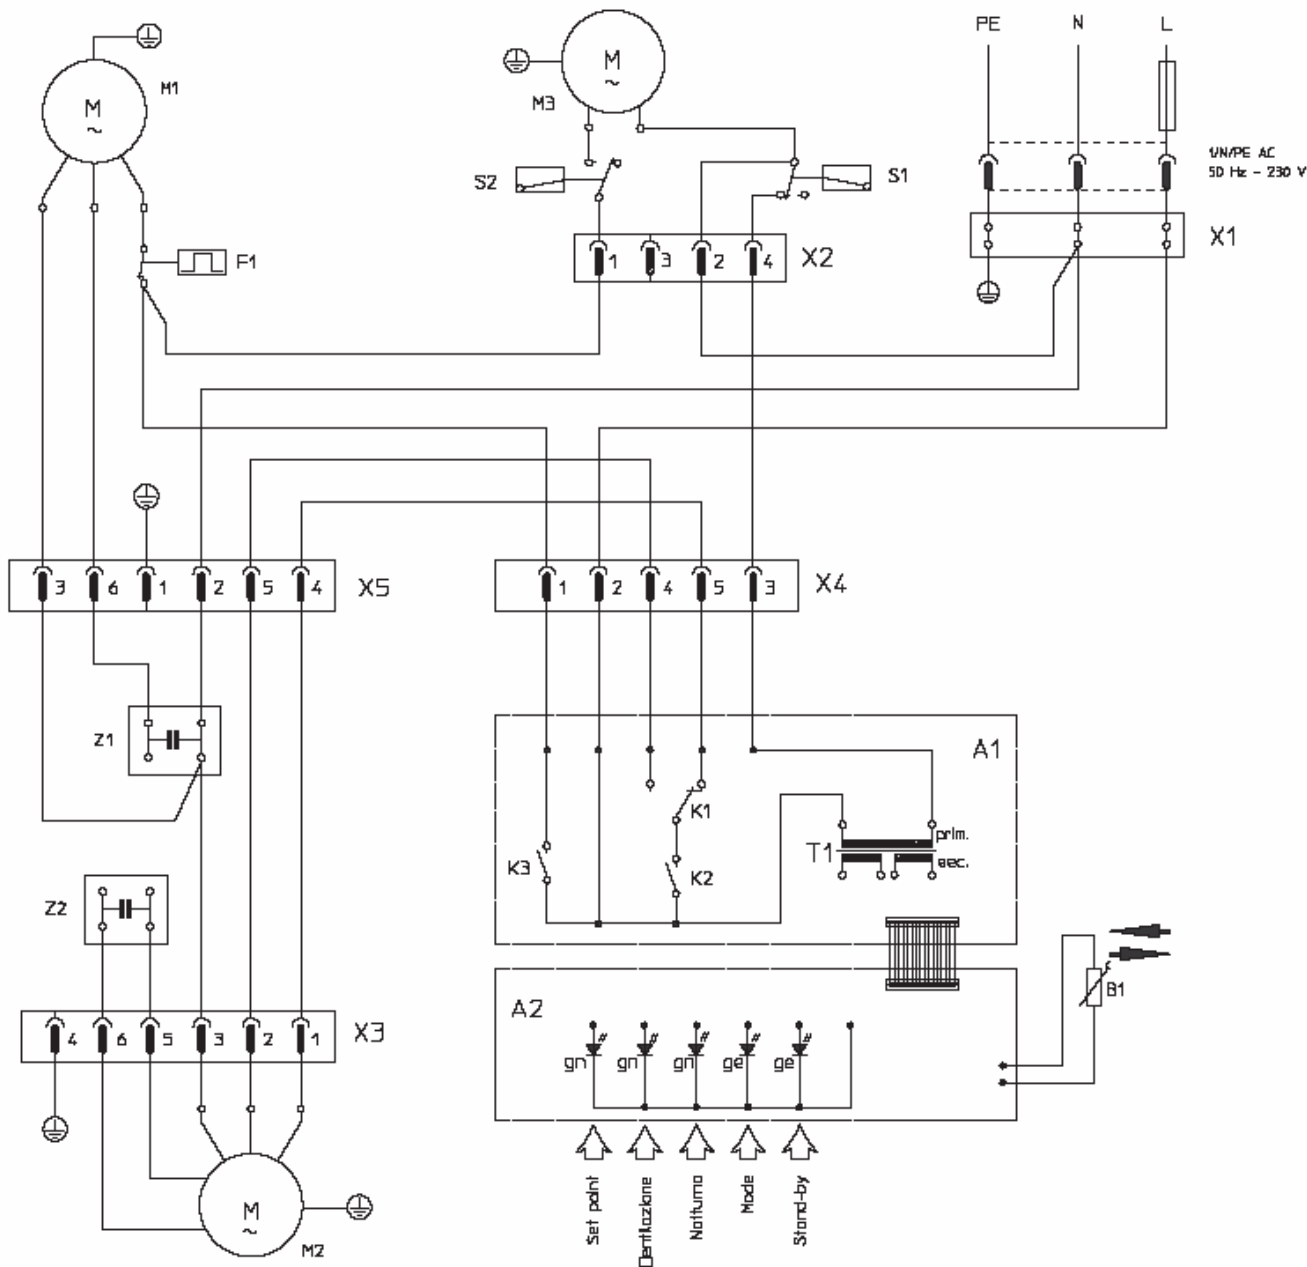 PE N L
M1
M
~
M
~
M3
1/N/PE AC
50 Hz - 230 V
S2
S1
X1
F1
1 3 2 4
X2
3 6 1 2 5 4
X5
1 2 4 5 3
X4
Z1
A1
K1
prim.
T1
sec.
K3
K2
Z2
B1
4 6 5 3 2 1
X3
A2
gn gn gn ge ge
M
~
M2
Set point
Ventilazione
Notturno
Mode
Stand-by